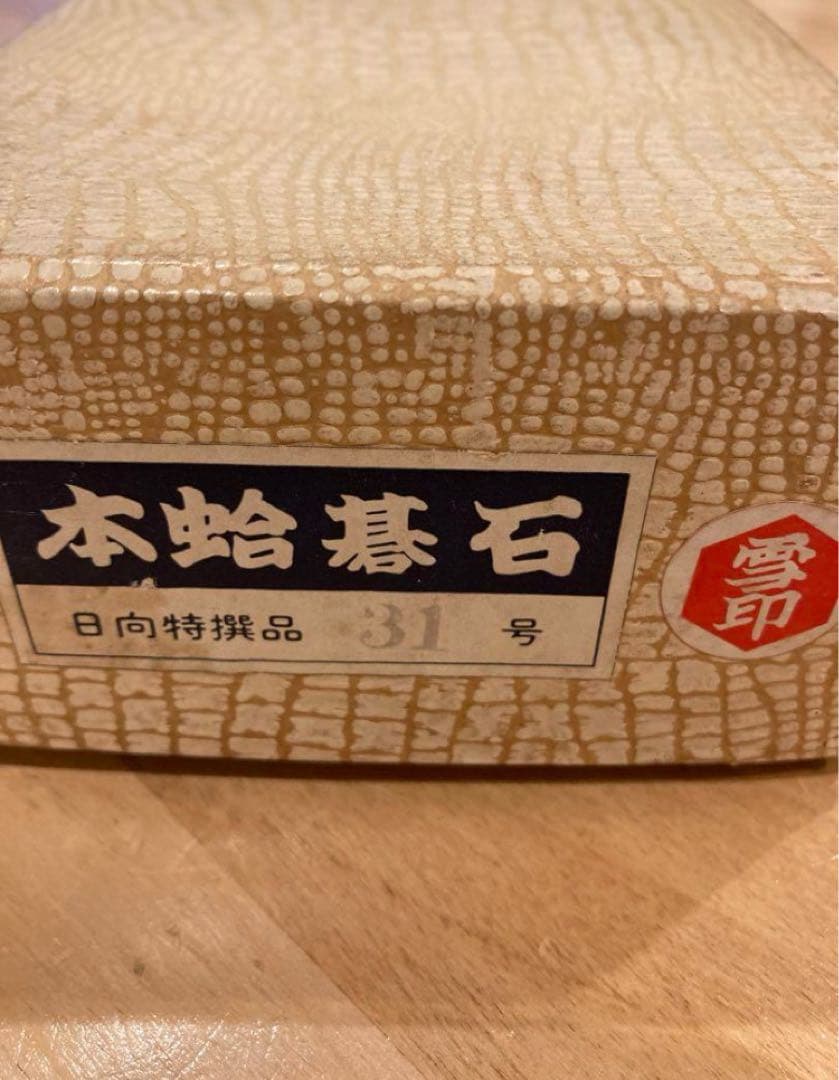 本蛤碁石
日向特撰品 31 号
雪印